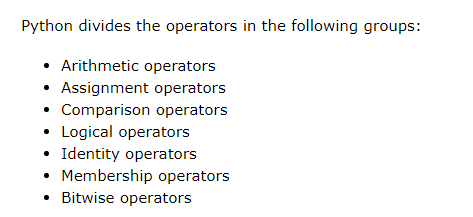 Python divides the operators in the following groups:
• Arithmetic operators
• Assignment operators
• Comparison operators
• Logical operators
• Identity operators
• Membership operators
• Bitwise operators